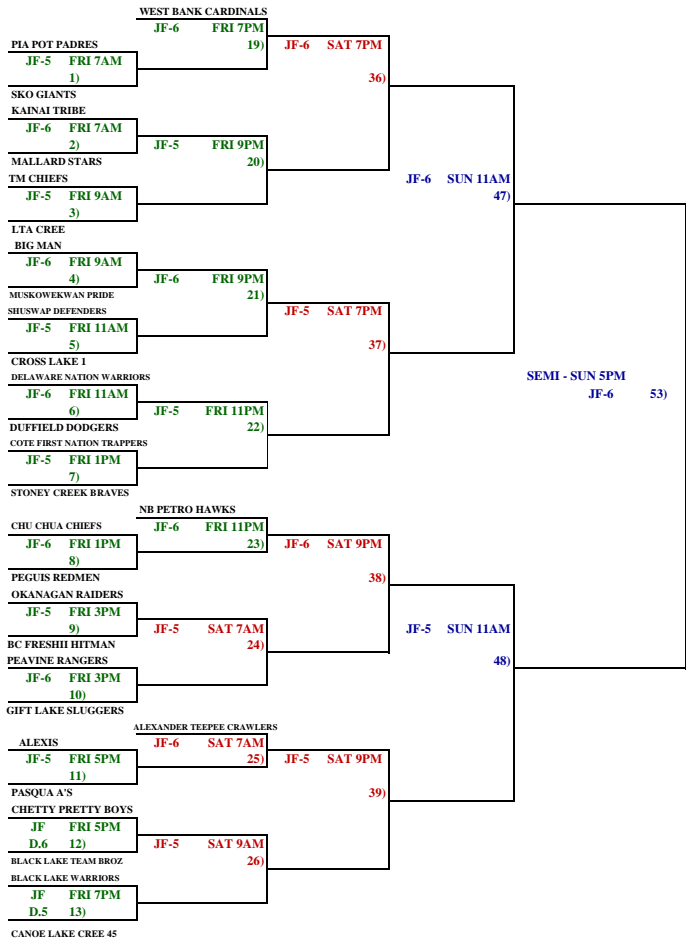 WEST BANK CARDINALS
JF-6 FRI 7PM
19)
JF-6 SAT 7PM
36)
PIA POT PADRES
JF-5 FRI 7AM
1)
SKO GIANTS
KAINAI TRIBE
JF-6 FRI 7AM
2)
JF-5 FRI 9PM
20)
MALLARD STARS
TM CHIEFS
JF-5 FRI 9AM
3)
JF-6 SUN 11AM
47)
LTA CREE
BIG MAN
JF-6 FRI 9AM
4)
JF-6 FRI 9PM
21)
MUSKOWEKWAN PRIDE
SHUSWAP DEFENDERS
JF-5 SAT 7PM
37)
JF-5 FRI 11AM
5)
CROSS LAKE 1
DELAWARE NATION WARRIORS
SEMI - SUN 5PM
JF-6 53)
JF-6 FRI 11AM
6)
JF-5 FRI 11PM
22)
DUFFIELD DODGERS
COTE FIRST NATION TRAPPERS
JF-5 FRI 1PM
7)
STONEY CREEK BRAVES
NB PETRO HAWKS
JF-6 FRI 11PM
23)
CHU CHUA CHIEFS
JF-6 FRI 1PM
8)
JF-6 SAT 9PM
38)
PEGUIS REDMEN
OKANAGAN RAIDERS
JF-5 FRI 3PM
9)
JF-5 SAT 7AM
24)
JF-5 SUN 11AM
48)
BC FRESHII HITMAN
PEAVINE RANGERS
JF-6 FRI 3PM
10)
GIFT LAKE SLUGGERS
ALEXANDER TEEPEE CRAWLERS
JF-6 SAT 7AM
25)
ALEXIS
JF-5 FRI 5PM
11)
JF-5 SAT 9PM
39)
PASQUA A'S
CHETTY PRETTY BOYS
JF FRI 5PM
D.6 12)
JF-5 SAT 9AM
26)
BLACK LAKE TEAM BROZ
BLACK LAKE WARRIORS
JF FRI 7PM
D.5 13)
CANOE LAKE CREE 45